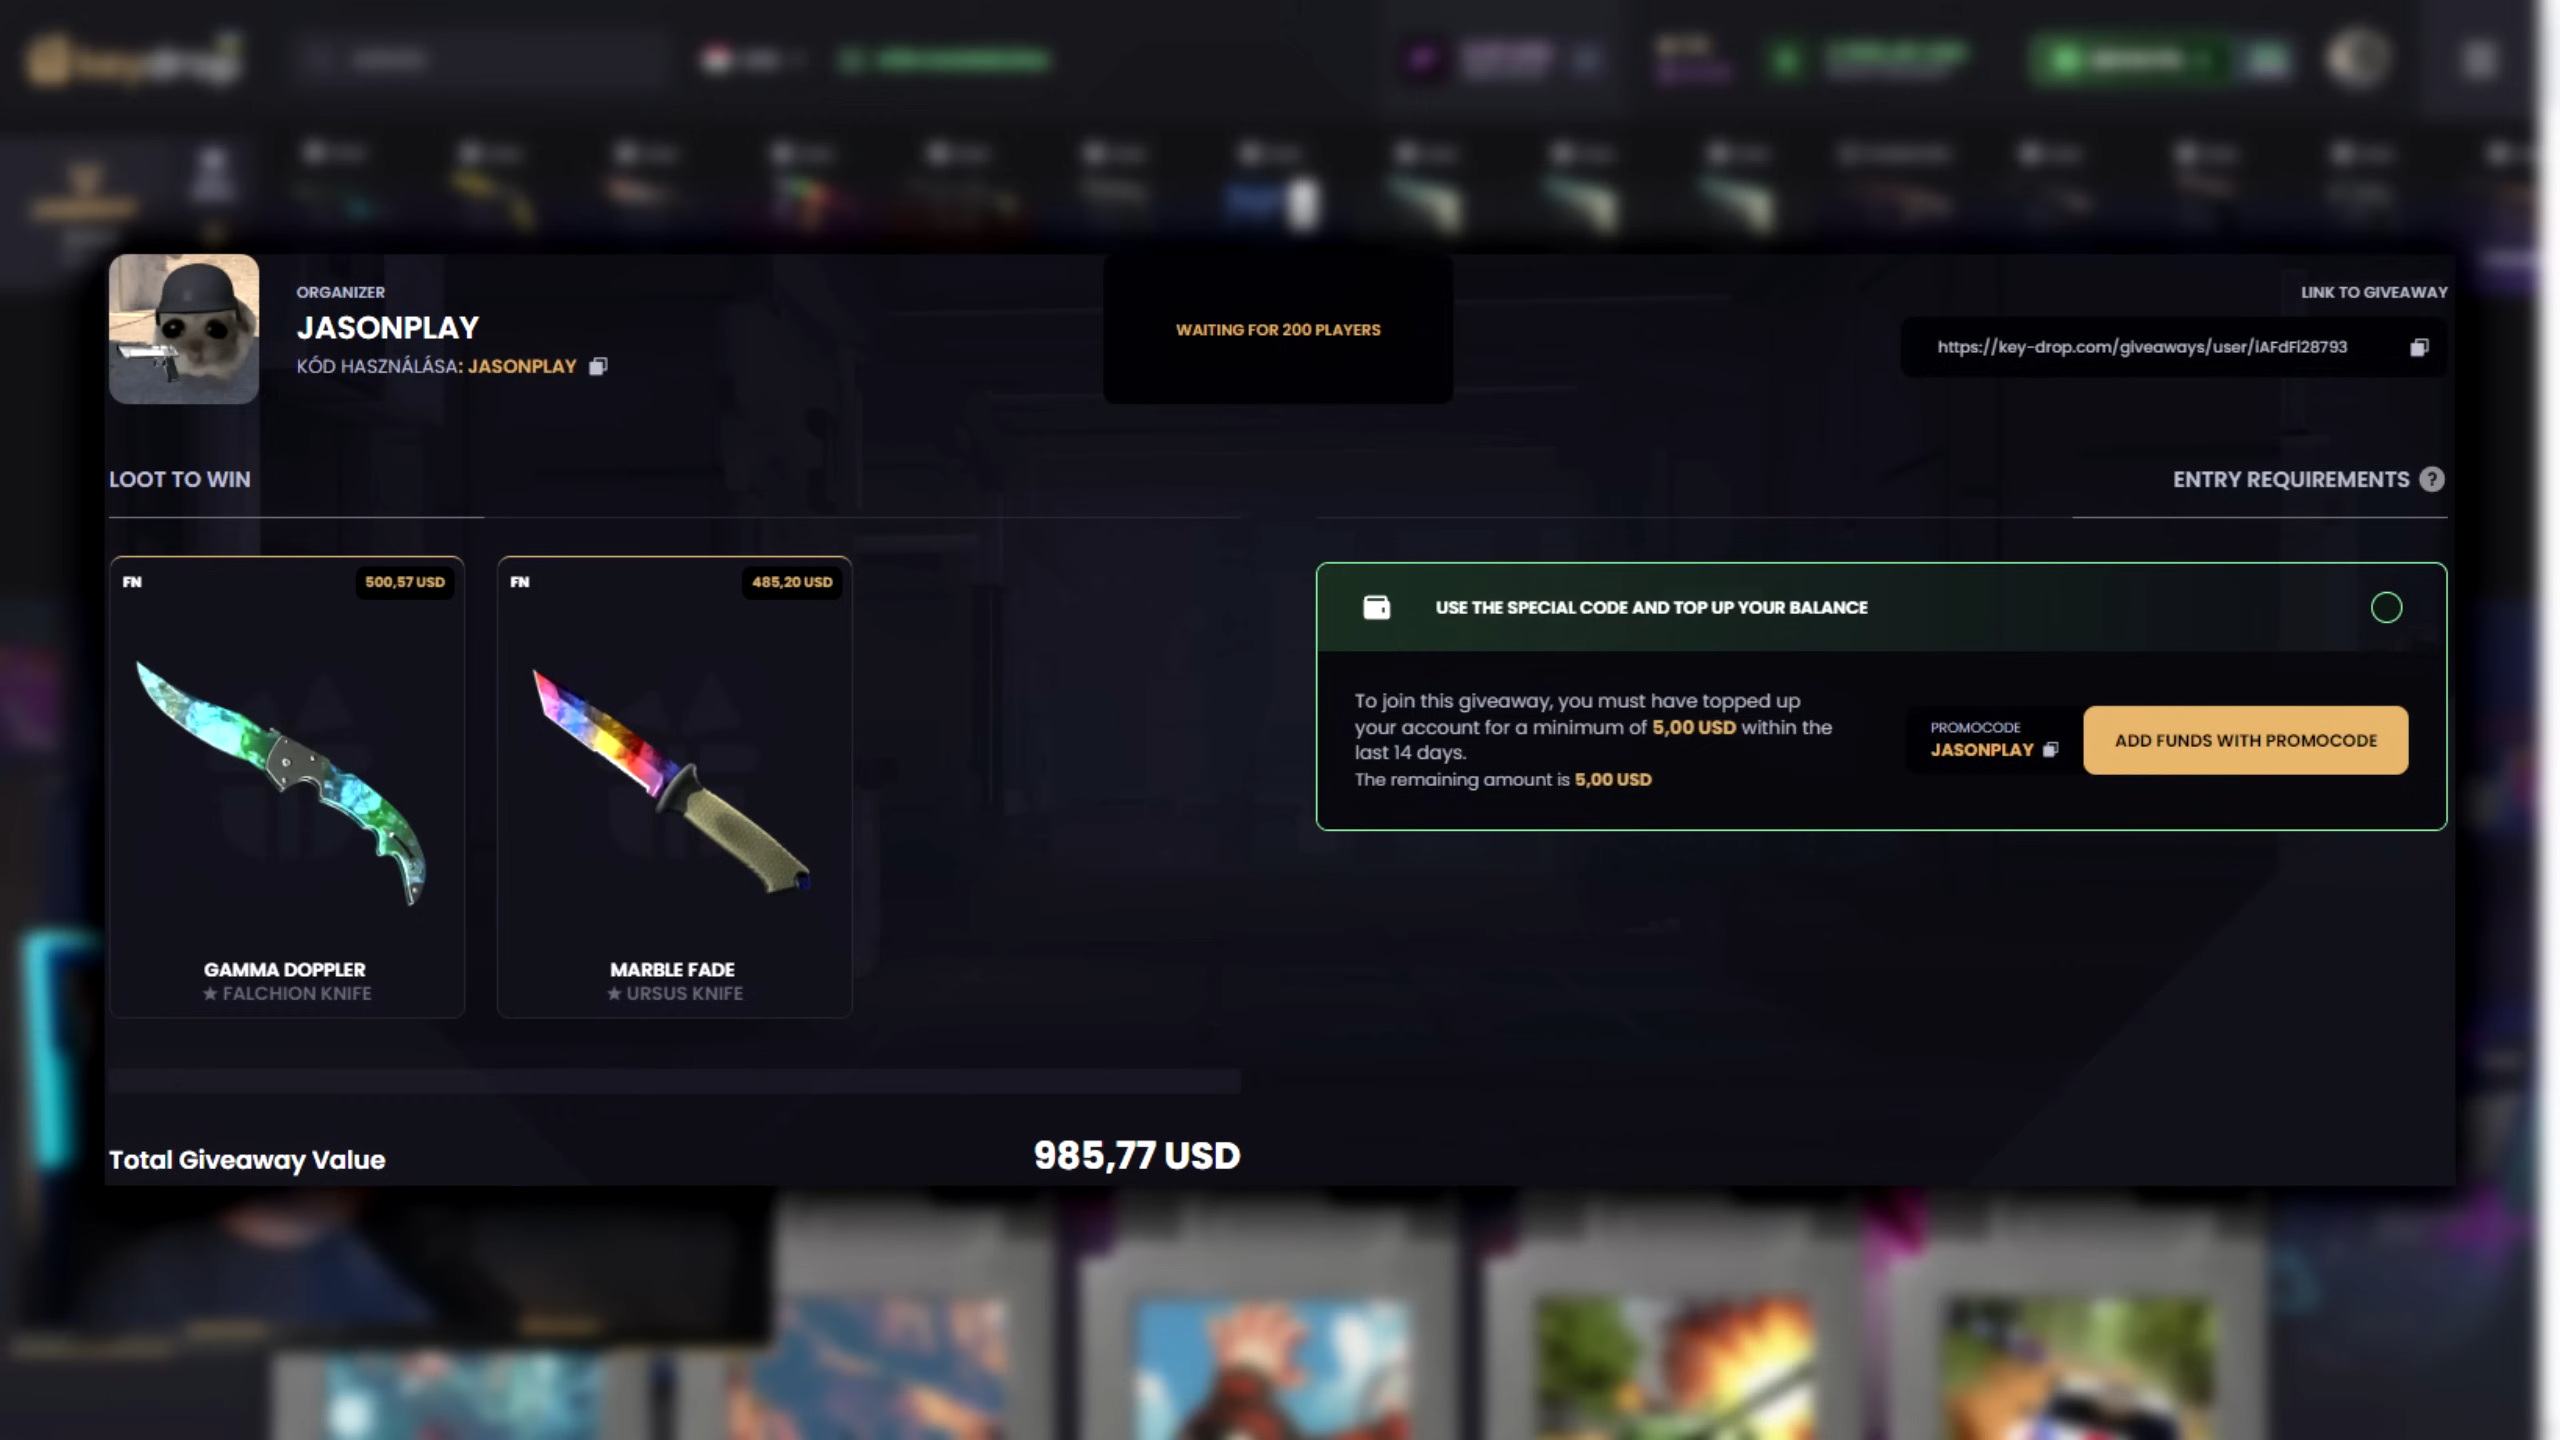 keydrop
ORGANIZER
JASONPLAY
KÓD HASZNÁLÁSA: JASONPLAY
WAITING FOR 200 PLAYERS
LINK TO GIVEAWAY
https://key-drop.com/giveaways/user/IAFdFI28793
LOOT TO WIN
ENTRY REQUIREMENTS ?
FN 500,57 USD
GAMMA DOPPLER
★ FALCHION KNIFE
FN 485,20 USD
MARBLE FADE
★ URSUS KNIFE
USE THE SPECIAL CODE AND TOP UP YOUR BALANCE
To join this giveaway, you must have topped up
your account for a minimum of 5,00 USD within the
last 14 days.
The remaining amount is 5,00 USD
PROMOCODE
JASONPLAY
ADD FUNDS WITH PROMOCODE
Total Giveaway Value 985,77 USD